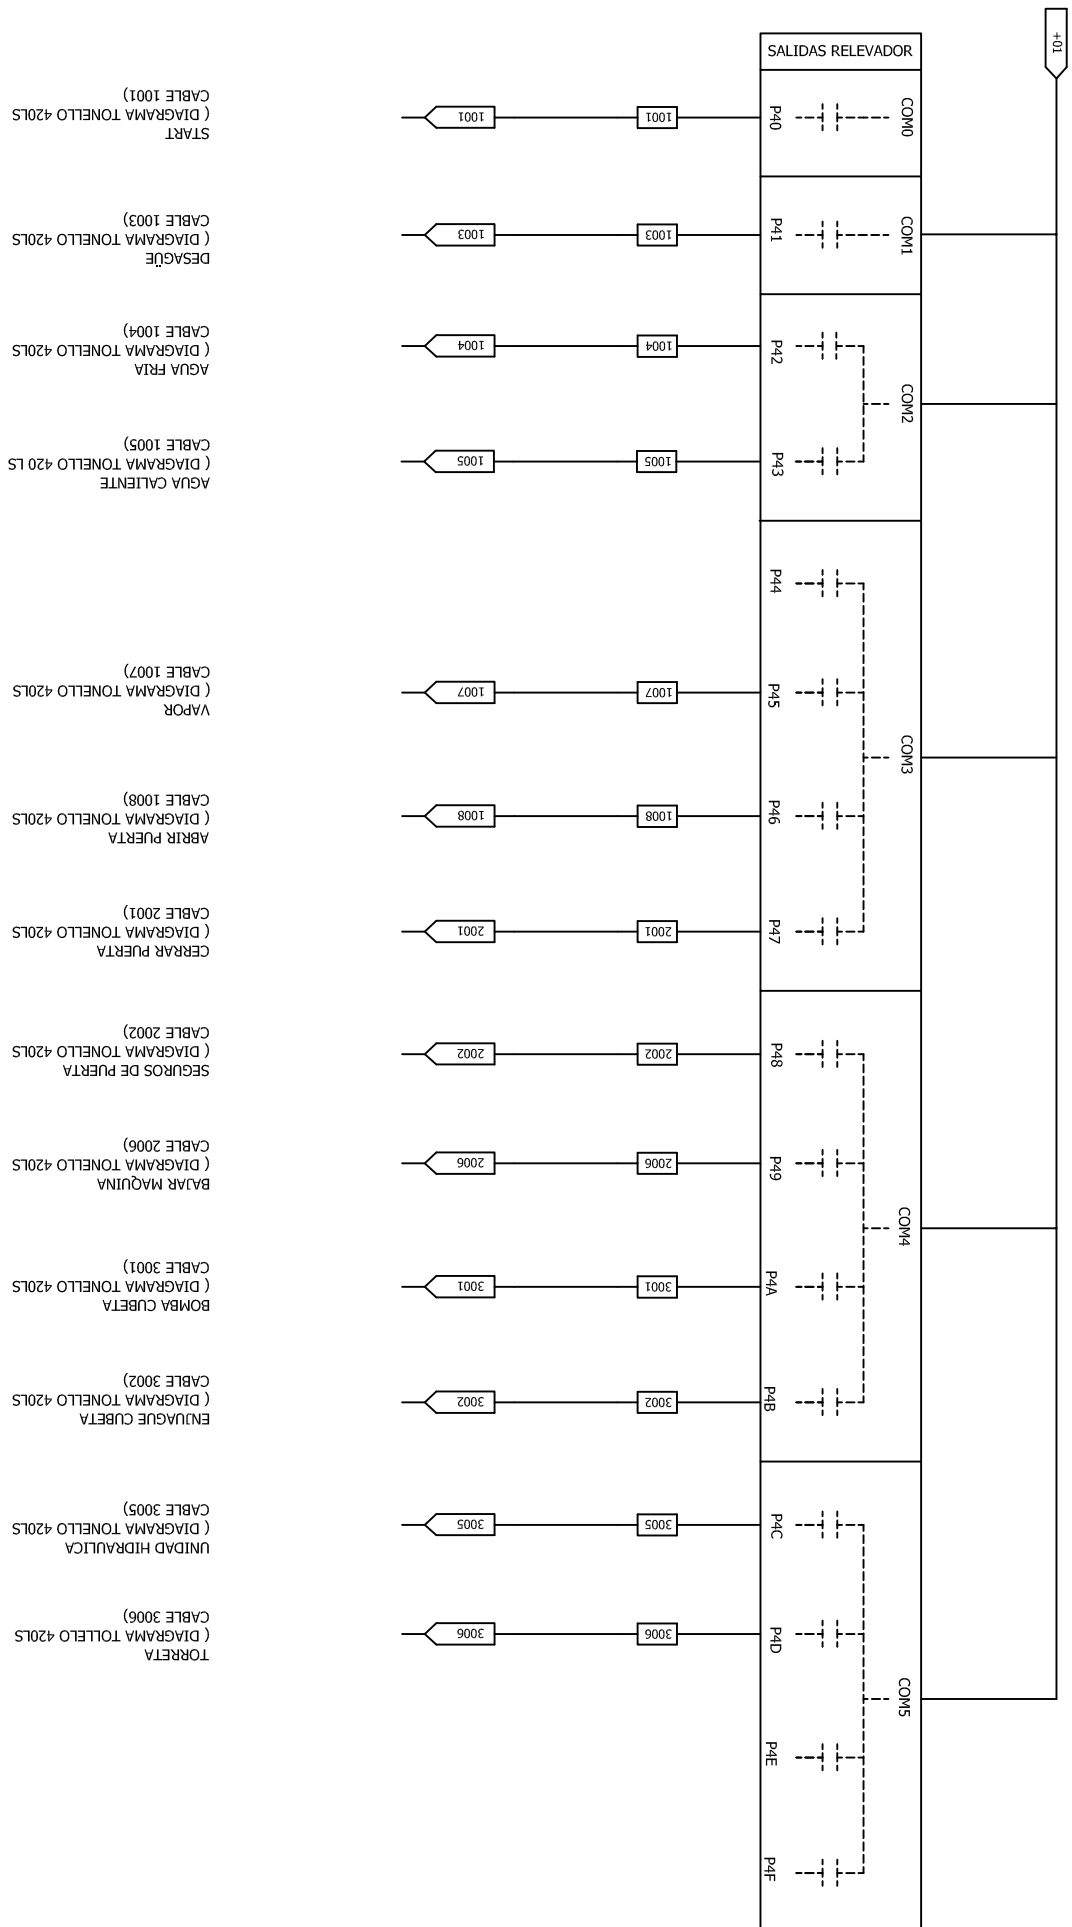 +01
SALIDAS RELEVADOR
START
( DIAGRAMA TONELLO 420LS
CABLE 1001)
1001
1001
P40
COM0
DESAGÜE
( DIAGRAMA TONELLO 420LS
CABLE 1003)
1003
1003
P41
COM1
AGUA FRIA
( DIAGRAMA TONELLO 420LS
CABLE 1004)
1004
1004
P42
COM2
AGUA CALIENTE
( DIAGRAMA TONELLO 420 LS
CABLE 1005)
1005
1005
P43
P44
VAPOR
( DIAGRAMA TONELLO 420LS
CABLE 1007)
1007
1007
P45
COM3
ABRIR PUERTA
( DIAGRAMA TONELLO 420LS
CABLE 1008)
1008
1008
P46
CERRAR PUERTA
( DIAGRAMA TONELLO 420LS
CABLE 2001)
2001
2001
P47
SEGUROS DE PUERTA
( DIAGRAMA TONELLO 420LS
CABLE 2002)
2002
2002
P48
BAJAR MAQUINA
( DIAGRAMA TONELLO 420LS
CABLE 2006)
2006
2006
P49
COM4
BOMBA CUBETA
( DIAGRAMA TONELLO 420LS
CABLE 3001)
3001
3001
P4A
ENJUAGUE CUBETA
( DIAGRAMA TONELLO 420LS
CABLE 3002)
3002
3002
P4B
UNIDAD HIDRAULICA
( DIAGRAMA TONELLO 420LS
CABLE 3005)
3005
3005
P4C
TORRETA
( DIAGRAMA TOLLELO 420LS
CABLE 3006)
3006
3006
P4D
COM5
P4E
P4F